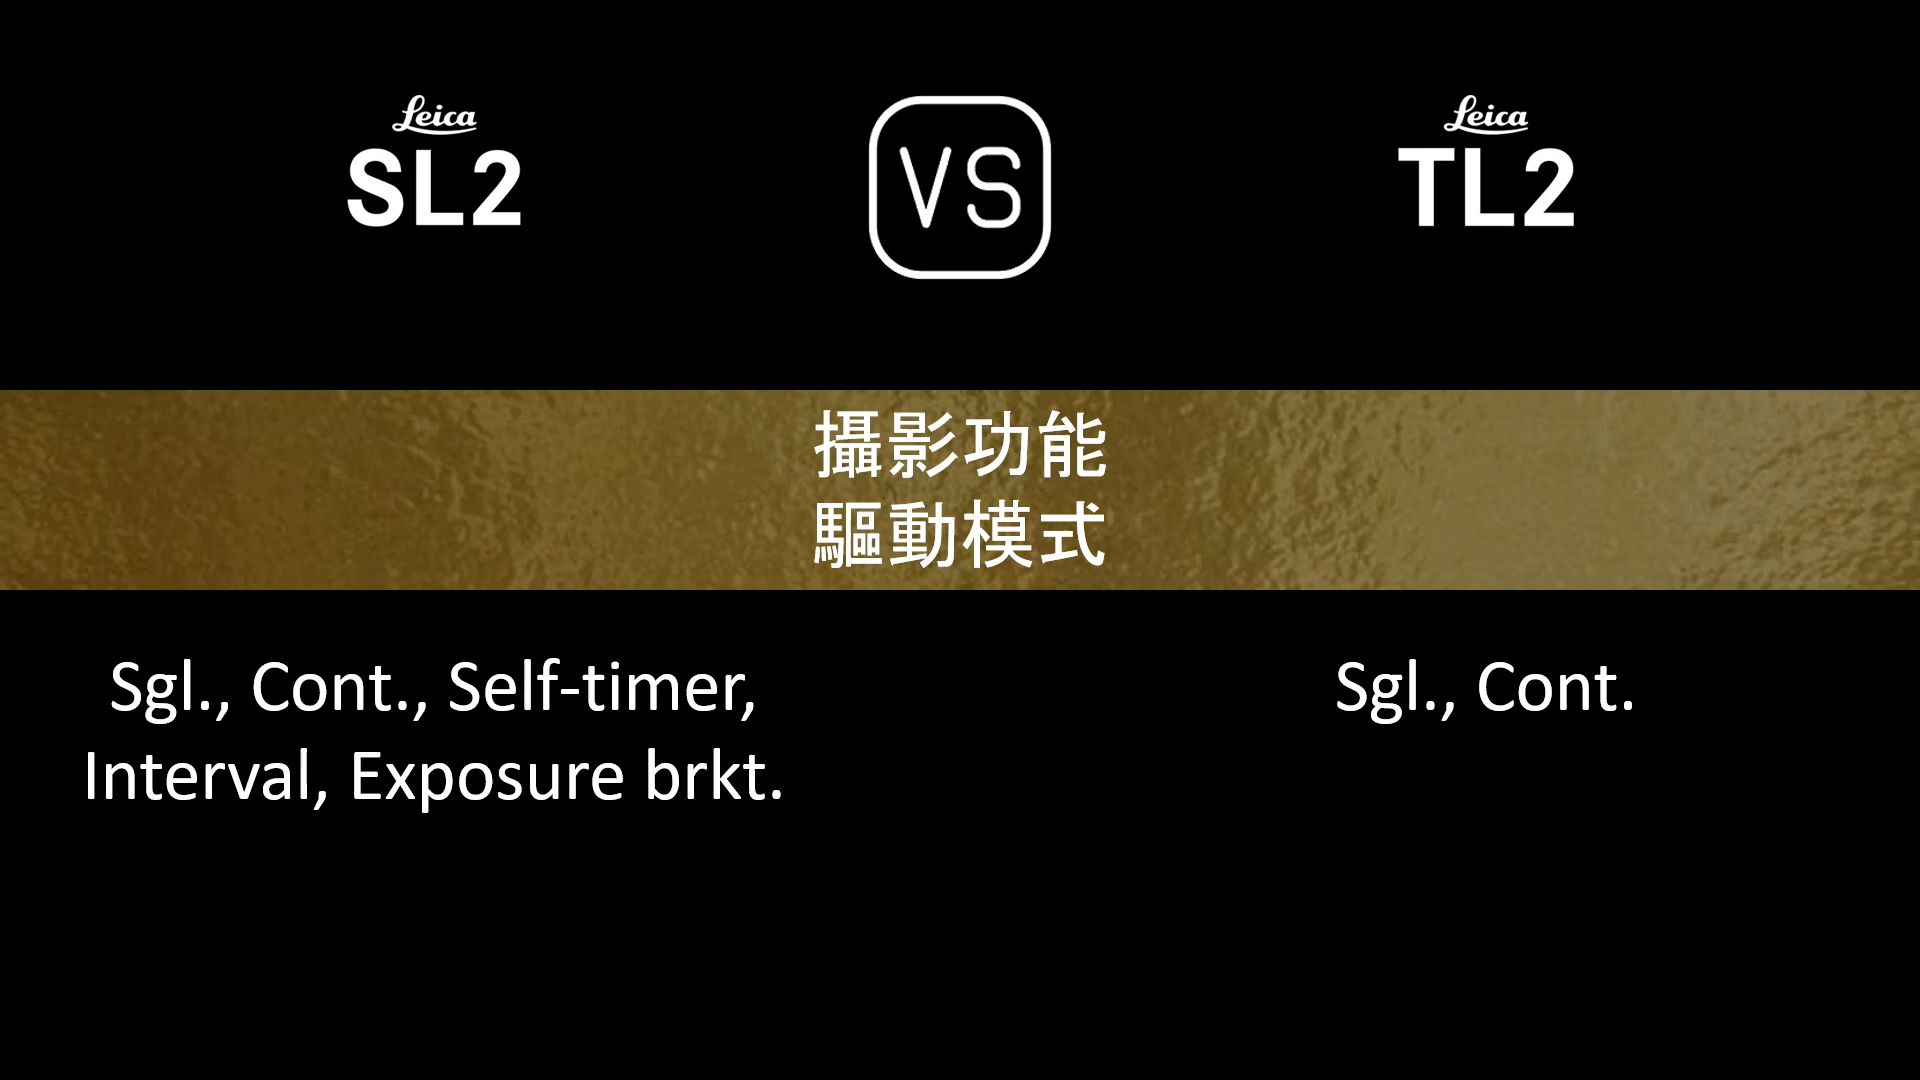 Leica
SL2
VS
Leica
TL2
攝影功能
驅動模式
Sgl., Cont., Self-timer,
Interval, Exposure brkt.
Sgl., Cont.